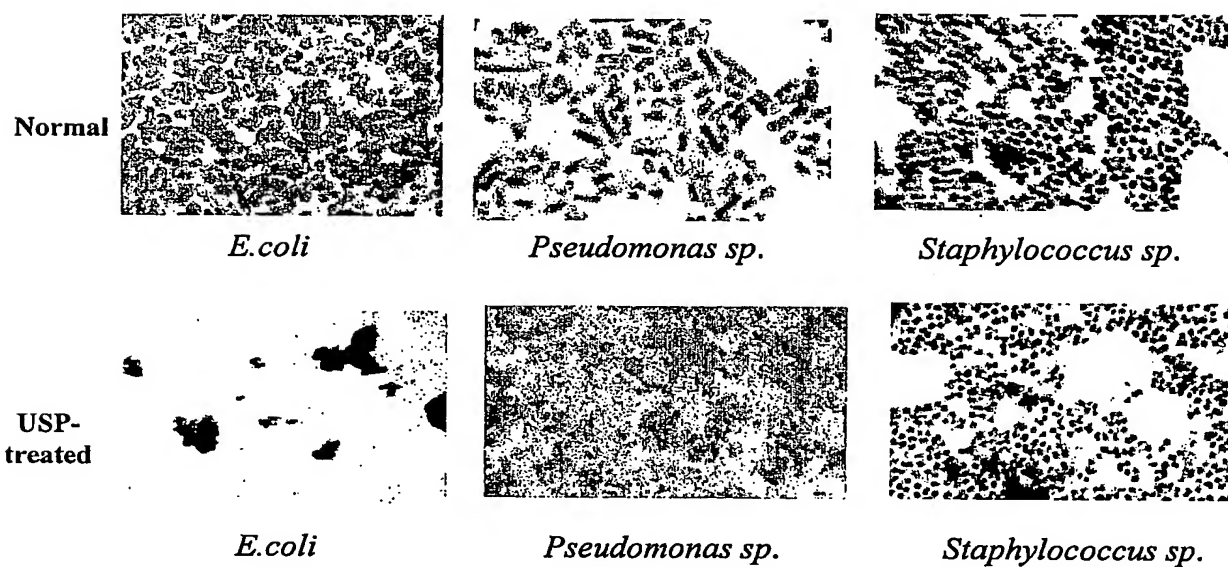 Normal
E.coli
Pseudomonas sp.
Staphylococcus sp.
USP-
treated
E.coli
Pseudomonas sp.
Staphylococcus sp.